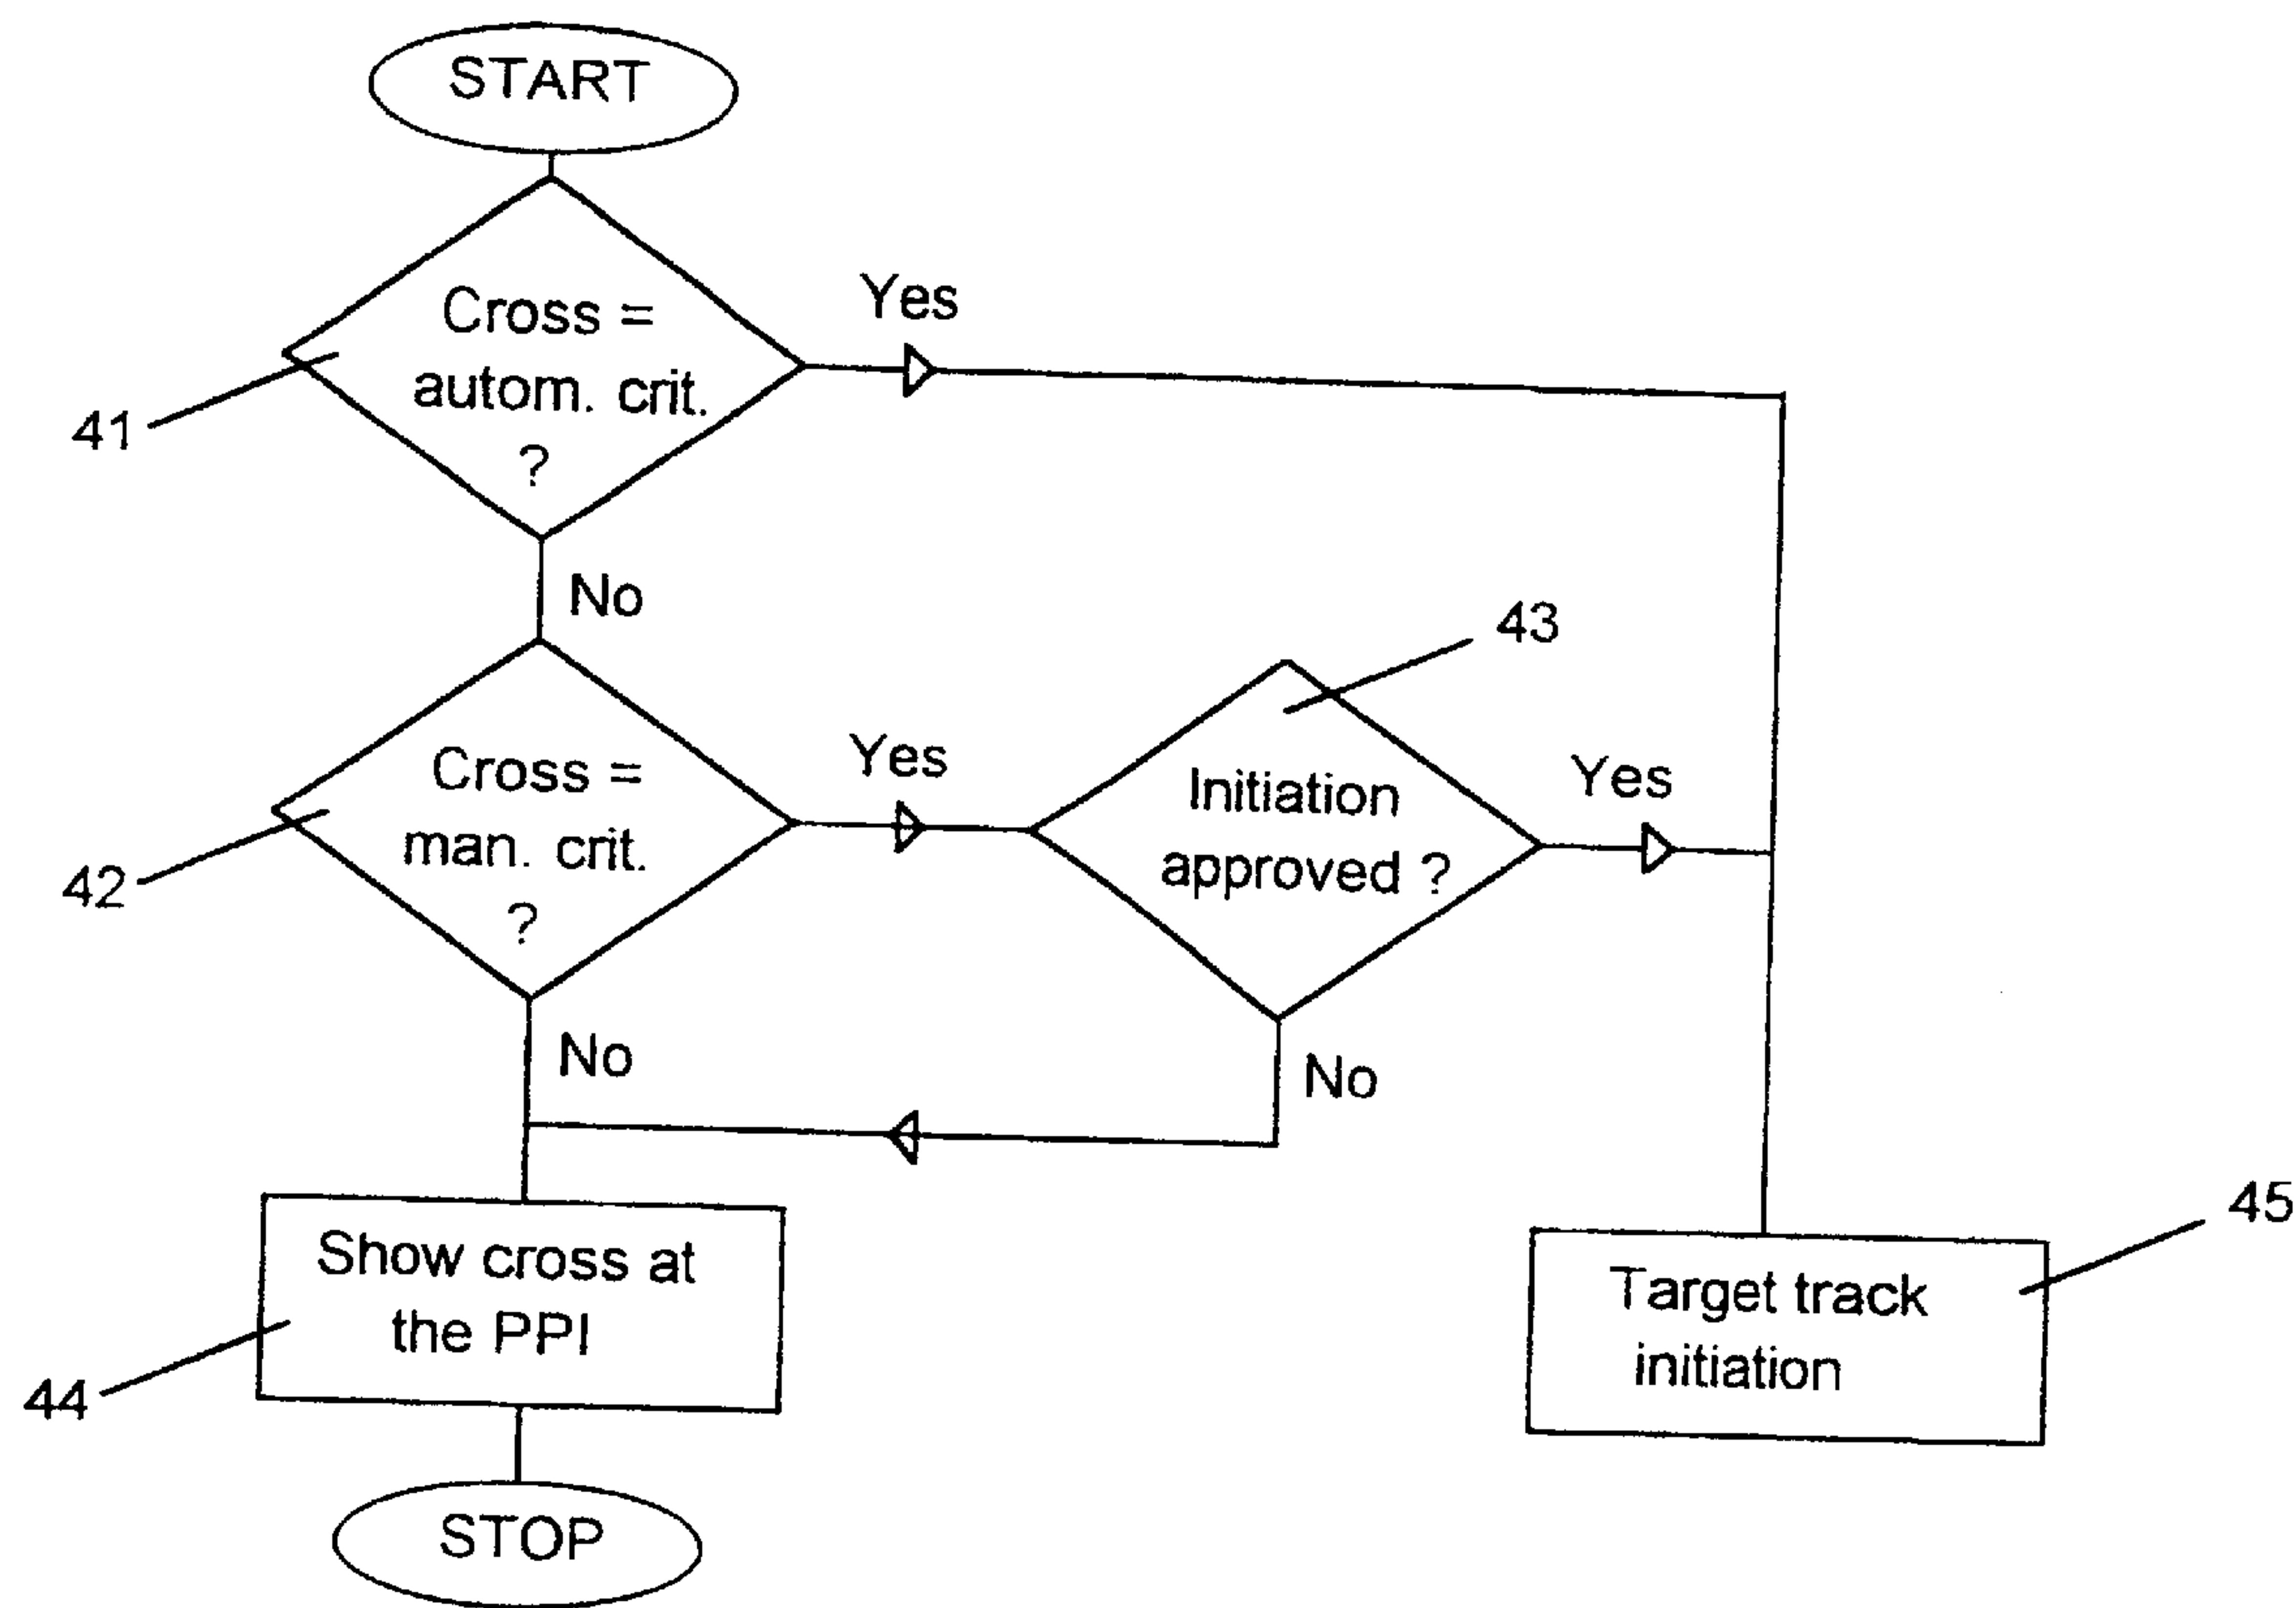 START
Cross =
autom. crit.
?
41
Yes
No
43
Cross =
man. crit.
?
42
Yes
Initiation
approved ?
Yes
No
No
Show cross at
the PPI
44
Target track
initiation
45
STOP